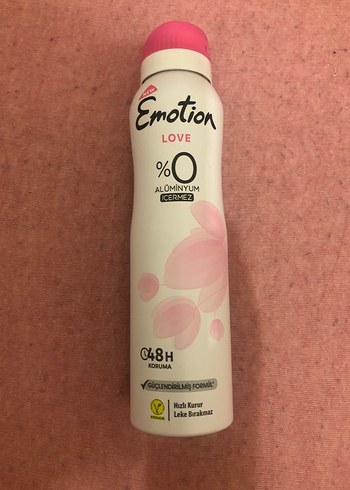 Emotion
LOVE
%0
ALÜMİNYUM
İÇERMEZ
48H
KORUMA
GÜÇLENDİRİLMİŞ FORMÜL*
Hızlı Kurur
Leke Bırakmaz